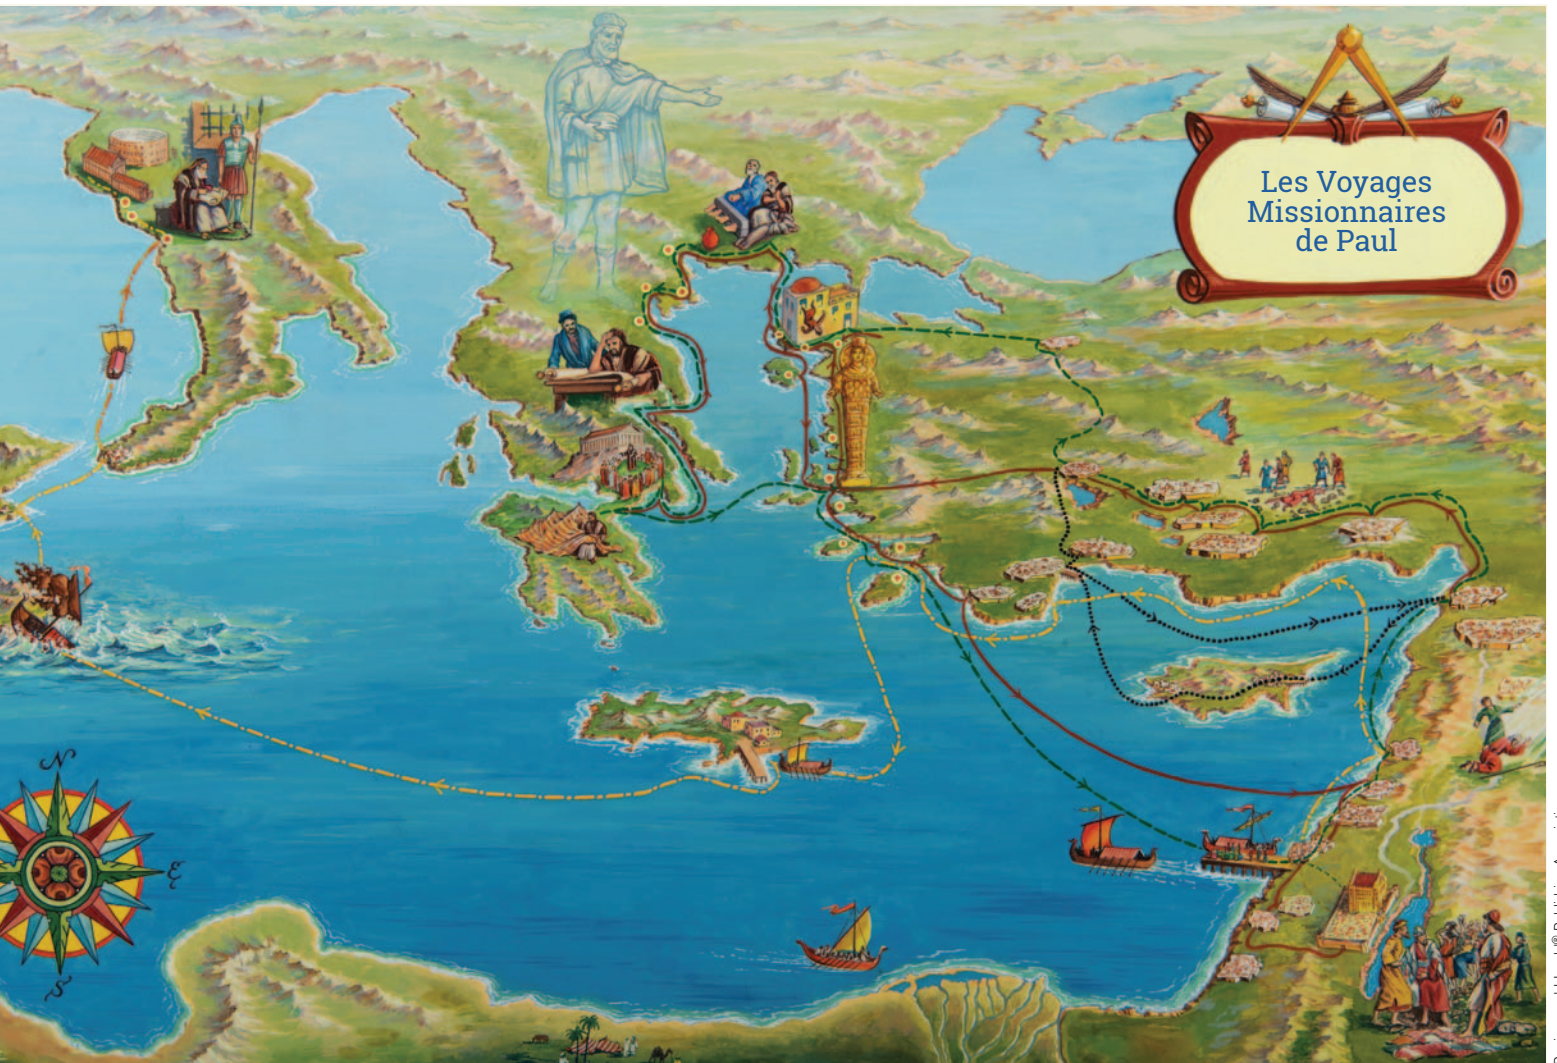 Les Voyages
Missionnaires
de Paul
N
E
S